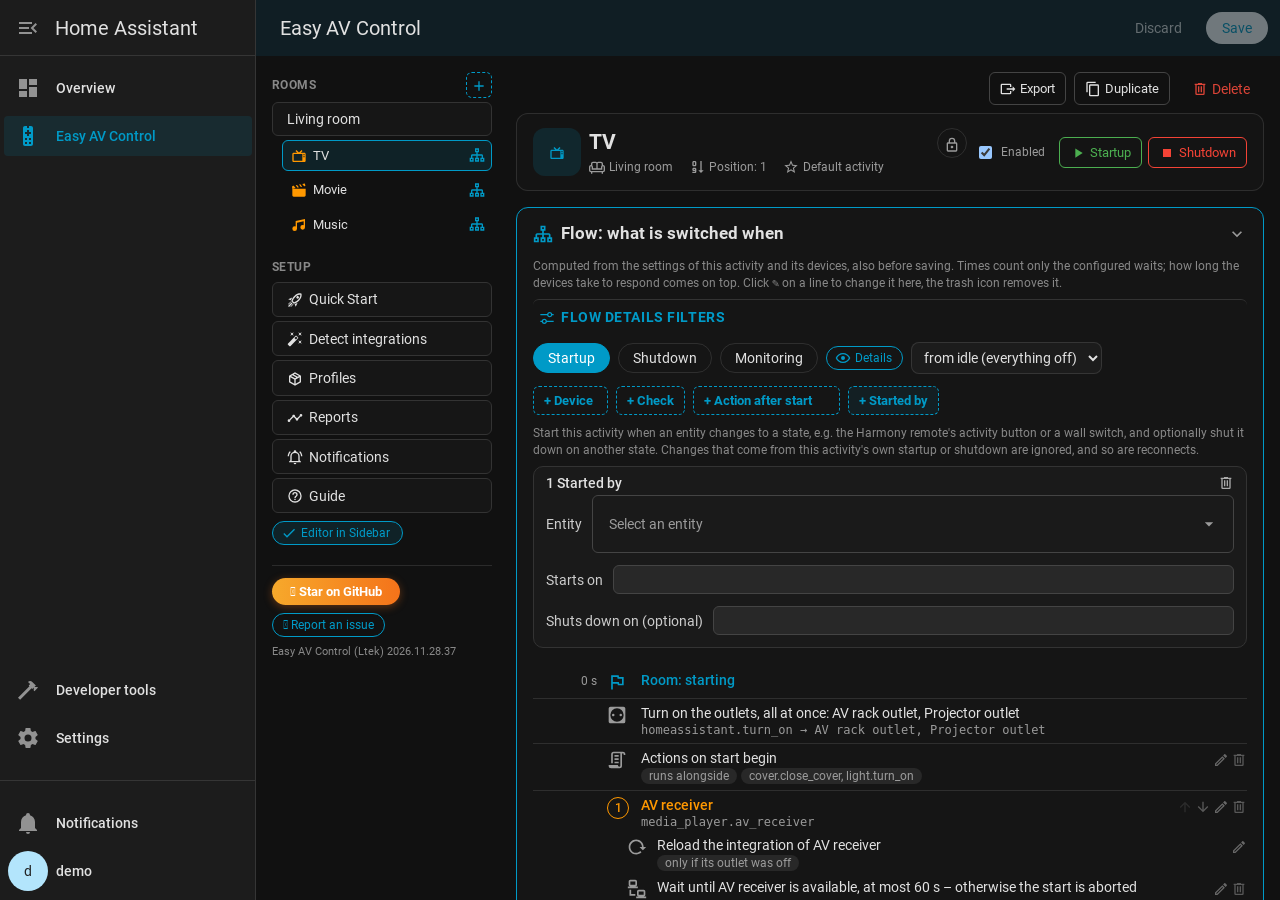 Home Assistant
Easy AV Control
Discard
Save
Overview
Easy AV Control
Developer tools
Settings
Notifications
d
demo
ROOMS
+
Living room
TV
Movie
Music
SETUP
Quick Start
Detect integrations
Profiles
Reports
Notifications
Guide
Editor in Sidebar
Star on GitHub
Report an issue
Easy AV Control (Ltek) 2026.11.28.37
Export
Duplicate
Delete
TV
Living room
Position: 1
Default activity
Enabled
Startup
Shutdown
Flow: what is switched when
Computed from the settings of this activity and its devices, also before saving. Times count only the configured waits; how long the
devices take to respond comes on top. Click ✎ on a line to change it here, the trash icon removes it.
FLOW DETAILS FILTERS
Startup
Shutdown
Monitoring
Details
from idle (everything off)
+ Device
+ Check
+ Action after start
+ Started by
Start this activity when an entity changes to a state, e.g. the Harmony remote's activity button or a wall switch, and optionally shut it
down on another state. Changes that come from this activity's own startup or shutdown are ignored, and so are reconnects.
1 Started by
Entity
Select an entity
Starts on
Shuts down on (optional)
0 s
Room: starting
Turn on the outlets, all at once: AV rack outlet, Projector outlet
homeassistant.turn_on → AV rack outlet, Projector outlet
Actions on start begin
runs alongside
cover.close_cover, light.turn_on
1
AV receiver
media_player.av_receiver
Reload the integration of AV receiver
only if its outlet was off
Wait until AV receiver is available, at most 60 s – otherwise the start is aborted